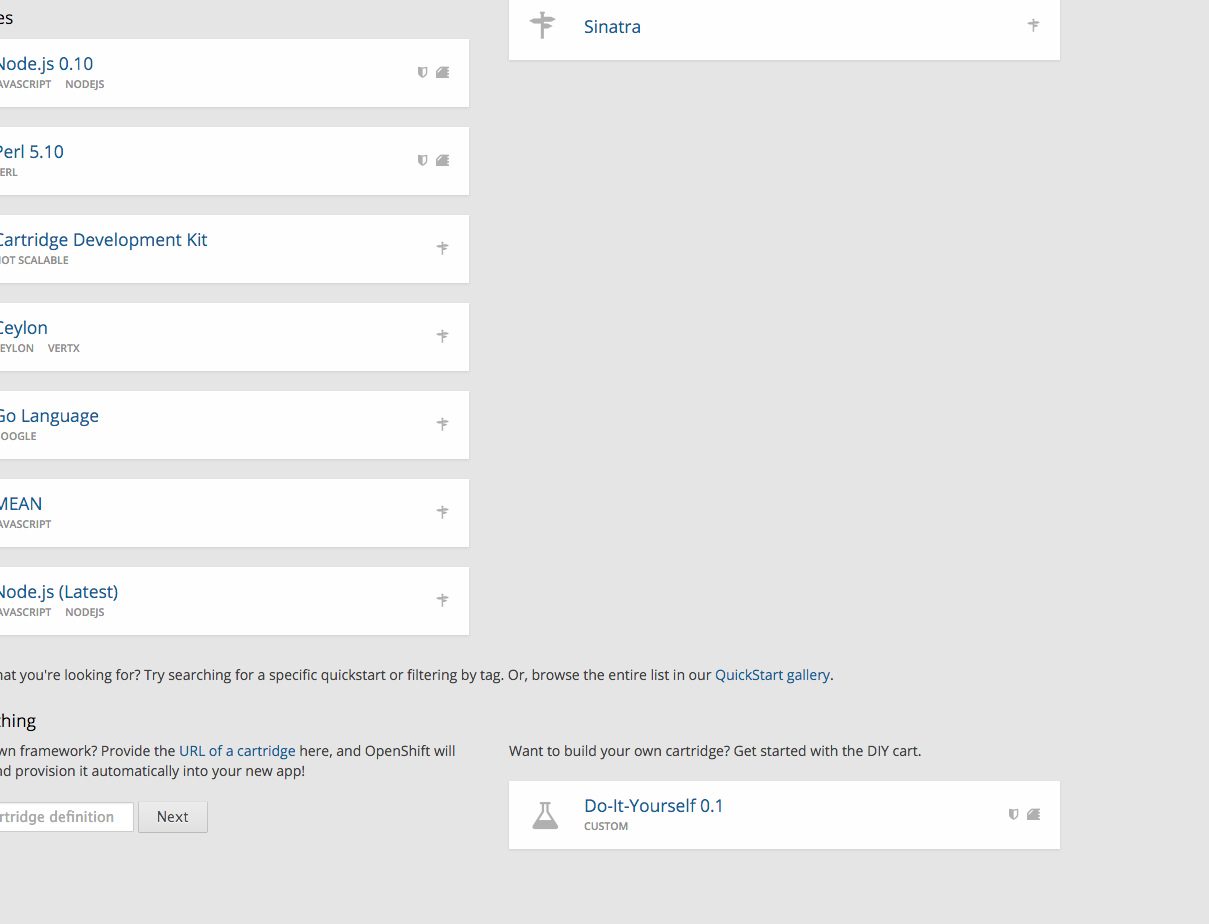 es
Sinatra
Node.js 0.10
AVASCRIPT NODEJS
Perl 5.10
ERL
Cartridge Development Kit
NOT SCALABLE
Ceylon
EYLON VERTX
Go Language
OOGLE
MEAN
AVASCRIPT
Node.js (Latest)
AVASCRIPT NODEJS
hat you're looking for? Try searching for a specific quickstart or filtering by tag. Or, browse the entire list in our QuickStart gallery.
thing
wn framework? Provide the URL of a cartridge here, and OpenShift will
nd provision it automatically into your new app!
rtridge definition Next
Want to build your own cartridge? Get started with the DIY cart.
Do-It-Yourself 0.1
CUSTOM